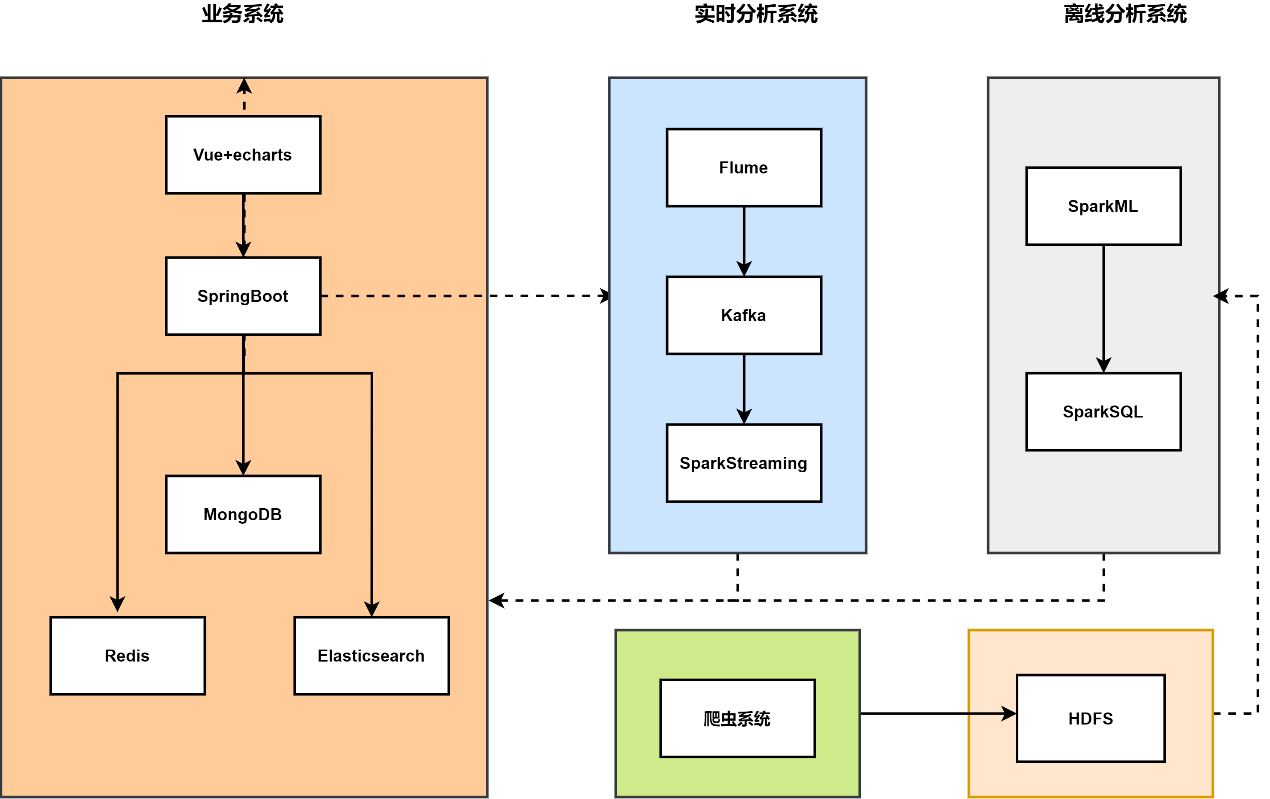 业务系统
实时分析系统
离线分析系统
Vue+echarts
SpringBoot
MongoDB
Redis
Elasticsearch
Flume
Kafka
SparkStreaming
SparkML
SparkSQL
爬虫系统
HDFS